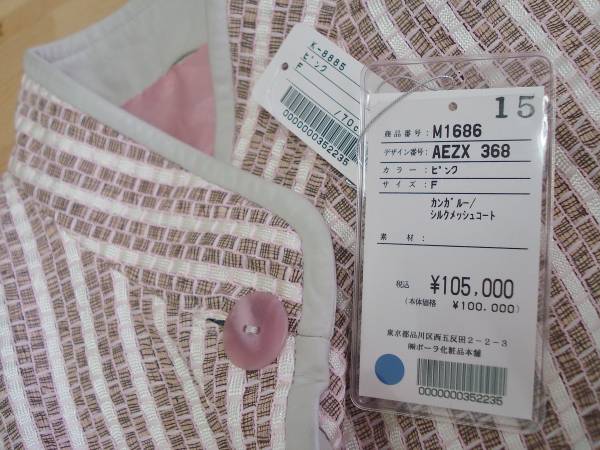 K-8885
ピンク
F
/70c
0000000352235
15
商品番号：M1686
デザイン番号：AEZX 368
カラー：ピンク
サイズ：F
カンガルー/
シルクメッシュコート
素材：
税込 ¥105,000
(本体価格 ¥100,000)
東京都品川区西五反田2-2-3
㈱ポーラ化粧品本舗
0000000352235